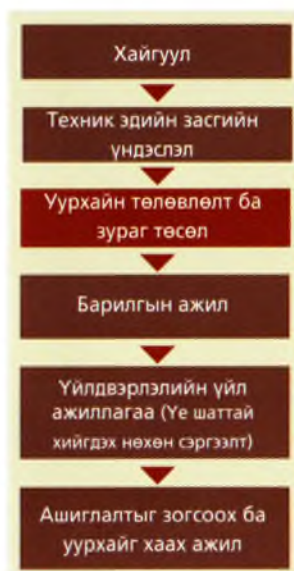 Хайгуул
Техник эдийн засгийн
үндэслэл
Уурхайн төлөвлөлт ба
зураг төсөл
Барилгын ажил
Үйлдвэрлэлийн үйл
ажиллагаа (Үе шаттай
хийгдэх нөхөн сэргээлт)
Ашиглалтыг зогсоох ба
уурхайг хаах ажил